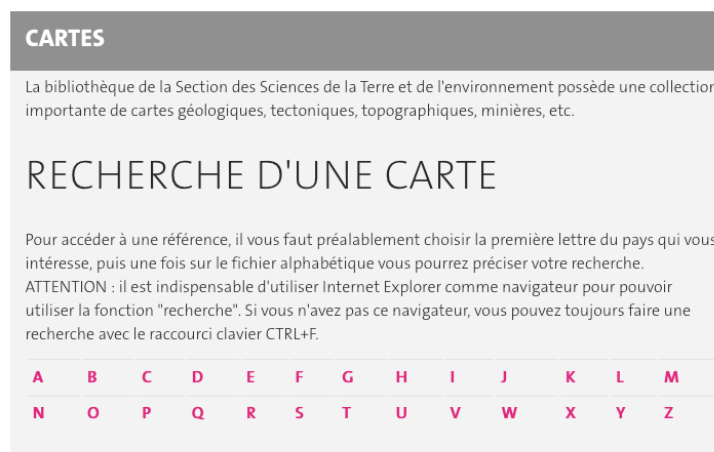 CARTES
La bibliothèque de la Section des Sciences de la Terre et de l'environnement possède une collection
importante de cartes géologiques, tectoniques, topographiques, minières, etc.
RECHERCHE D'UNE CARTE
Pour accéder à une référence, il vous faut préalablement choisir la première lettre du pays qui vous
intéresse, puis une fois sur le fichier alphabétique vous pourrez préciser votre recherche.
ATTENTION : il est indispensable d'utiliser Internet Explorer comme navigateur pour pouvoir
utiliser la fonction "recherche". Si vous n'avez pas ce navigateur, vous pouvez toujours faire une
recherche avec le raccourci clavier CTRL+F.
A B C D E F G H I J K L M
N O P Q R S T U V W X Y Z